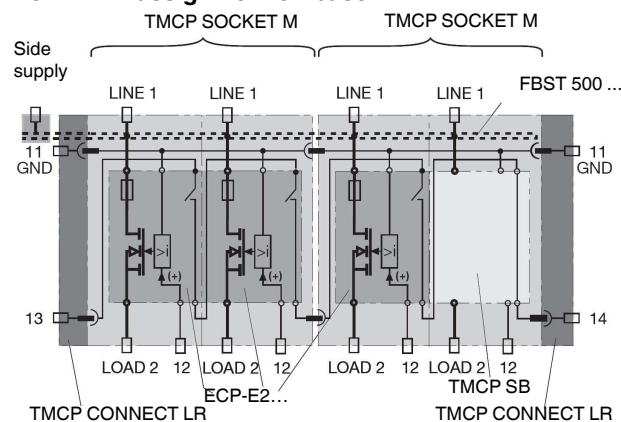 TMCP SOCKET M TMCP SOCKET M
Side
supply
FBST 500 ...
LINE 1 LINE 1 LINE 1 LINE 1
11 11
GND GND
>i >i >i
(+) (+) (+)
13 14
LOAD 2 12 LOAD 2 12 LOAD 2 12 LOAD 2 12
ECP-E2...
TMCP SB
TMCP CONNECT LR TMCP CONNECT LR